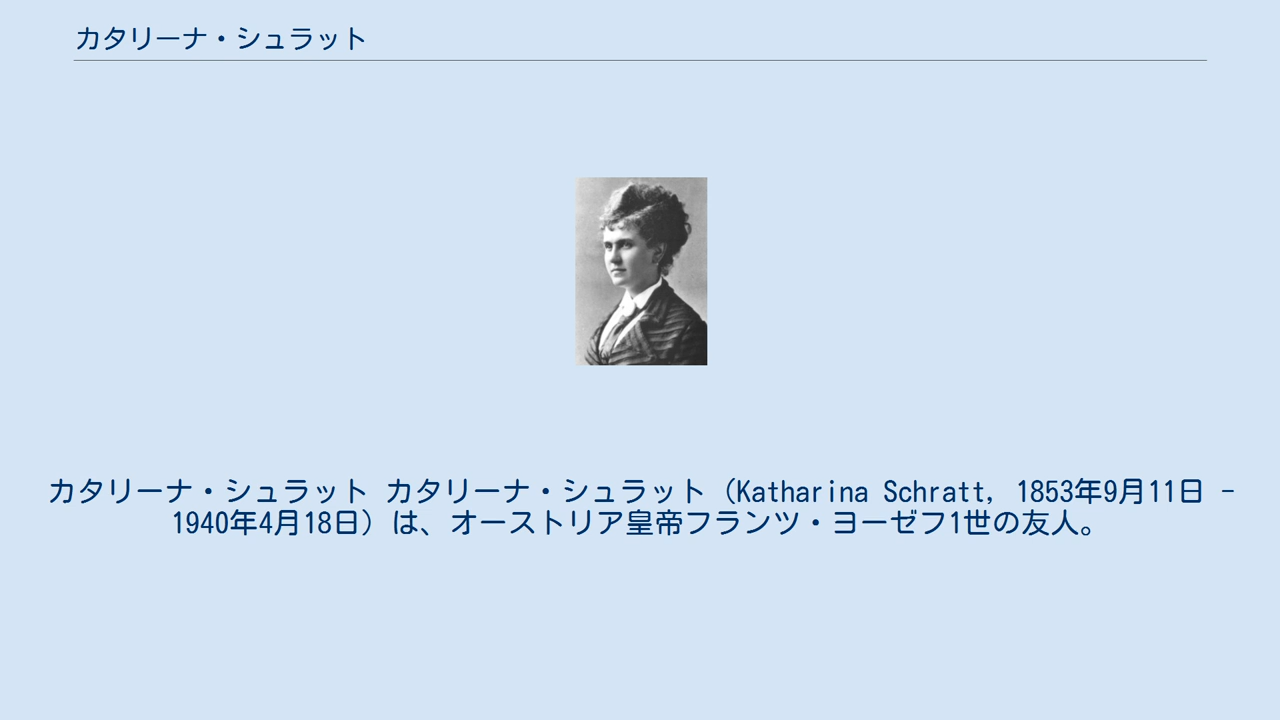 カタリーナ・シュラット
カタリーナ・シュラット カタリーナ・シュラット（Katharina Schratt, 1853年9月11日 -
1940年4月18日）は、オーストリア皇帝フランツ・ヨーゼフ1世の友人。